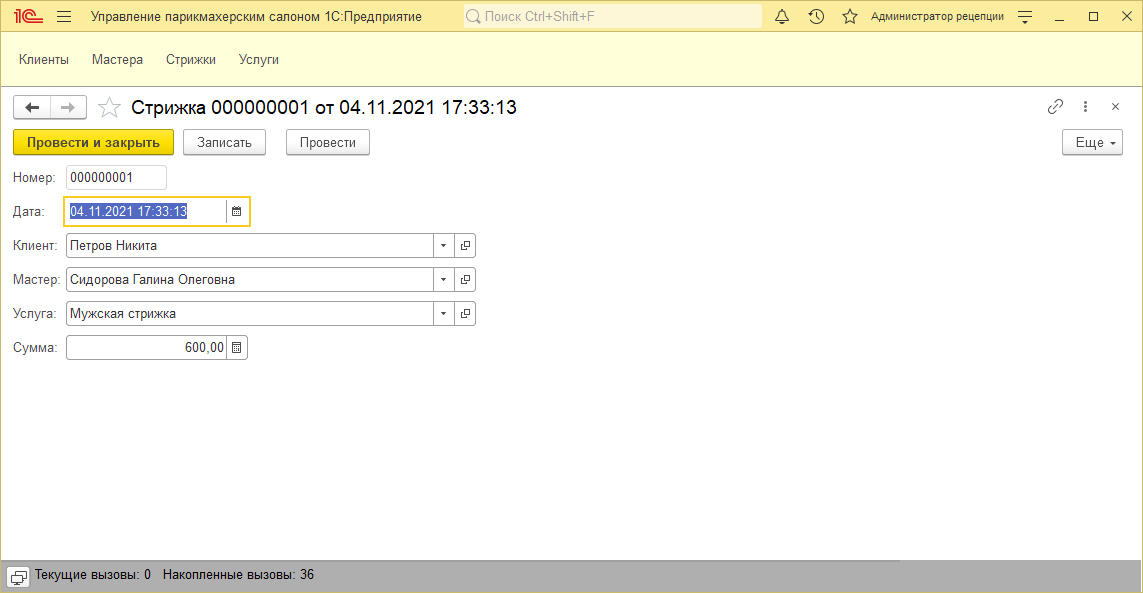 1С Управление парикмахерским салоном 1С:Предприятие Поиск Ctrl+Shift+F Администратор рецепции
Клиенты Мастера Стрижки Услуги
Стрижка 000000001 от 04.11.2021 17:33:13
Провести и закрыть Записать Провести Еще
Номер: 000000001
Дата: 04.11.2021 17:33:13
Клиент: Петров Никита
Мастер: Сидорова Галина Олеговна
Услуга: Мужская стрижка
Сумма: 600,00
Текущие вызовы: 0 Накопленные вызовы: 36